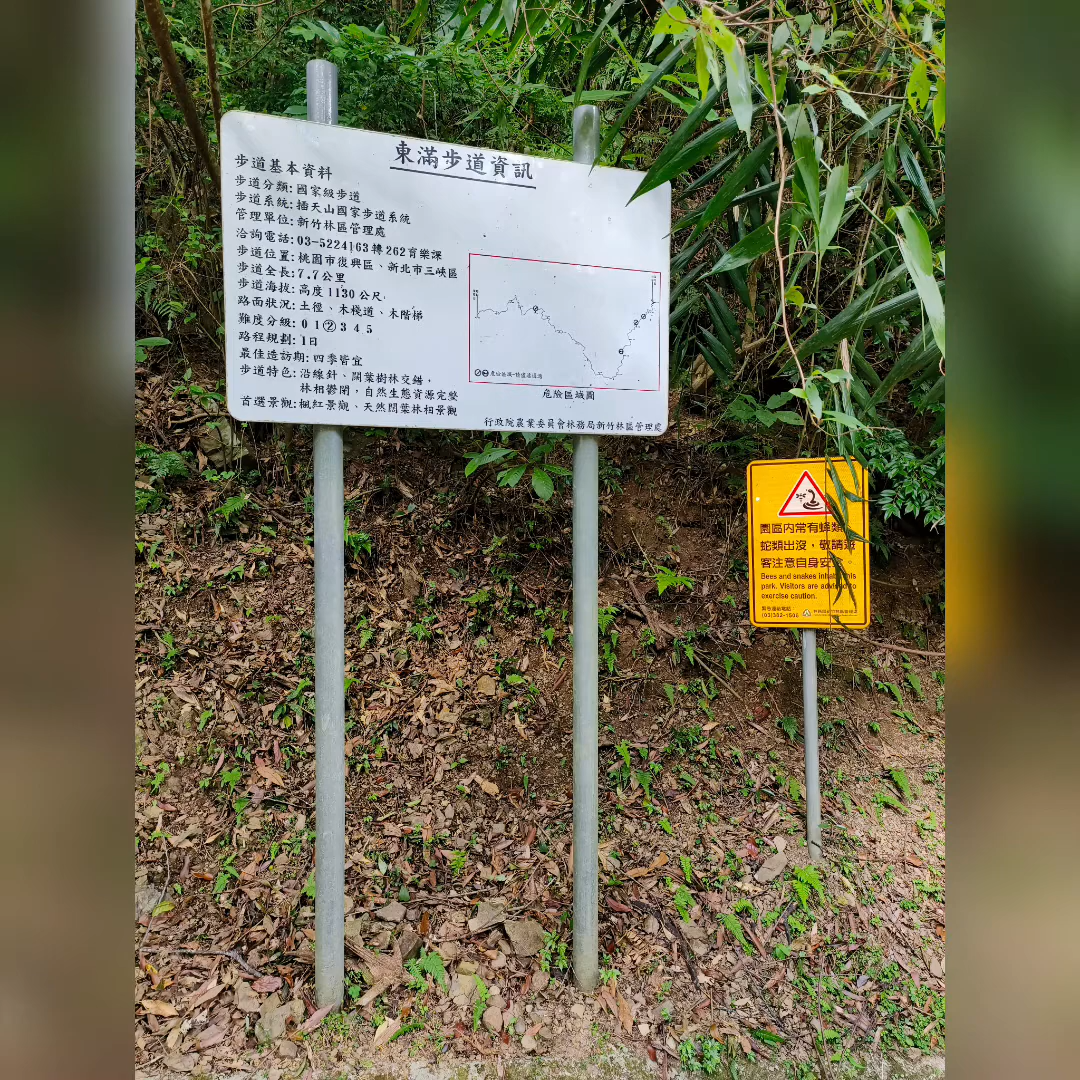 東滿步道資訊
步道基本資料
步道分類：國家級步道
步道系統：插天山國家步道系統
管理單位：新竹林區管理處
洽詢電話：03-5224163轉262育樂課
步道位置：桃園市復興區、新北市三峽區
步道全長：7.7公里
步道海拔：高度1130公尺
路面狀況：土徑、木棧道、木階梯
難度分級：0 1 ② 3 4 5
路程規劃：1日
最佳造訪期：四季皆宜
步道特色：沿線針、闊葉樹林交錯，
林相鬱閉，自然生態資源完整
首選景觀：楓紅景觀、天然闊葉林相景觀
危險區域圖
行政院農業委員會林務局新竹林區管理處
園區內常有蜂類
蛇類出沒，敬請遊
客注意自身安
Bees and snakes inhabit this
park. Visitors are advised to
exercise caution.